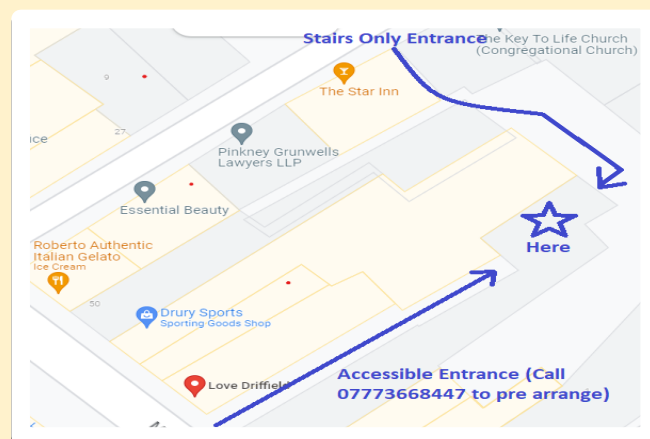 Stairs Only Entrance
The Key To Life Church
(Congregational Church)
9
The Star Inn
27
ice
Pinkney Grunwells
Lawyers LLP
Essential Beauty
Roberto Authentic
Italian Gelato
Ice Cream
Here
50
Drury Sports
Sporting Goods Shop
Accessible Entrance (Call
07773668447 to pre arrange)
Love Driffield